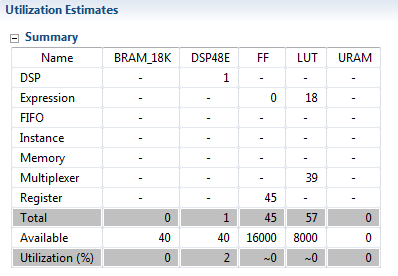 Utilization Estimates
Summary
Name BRAM_18K DSP48E FF LUT URAM
DSP - 1 - - -
Expression - - 0 18 -
FIFO - - - - -
Instance - - - - -
Memory - - - - -
Multiplexer - - - 39 -
Register - - 45 - -
Total 0 1 45 57 0
Available 40 40 16000 8000 0
Utilization (%) 0 2 ~0 ~0 0